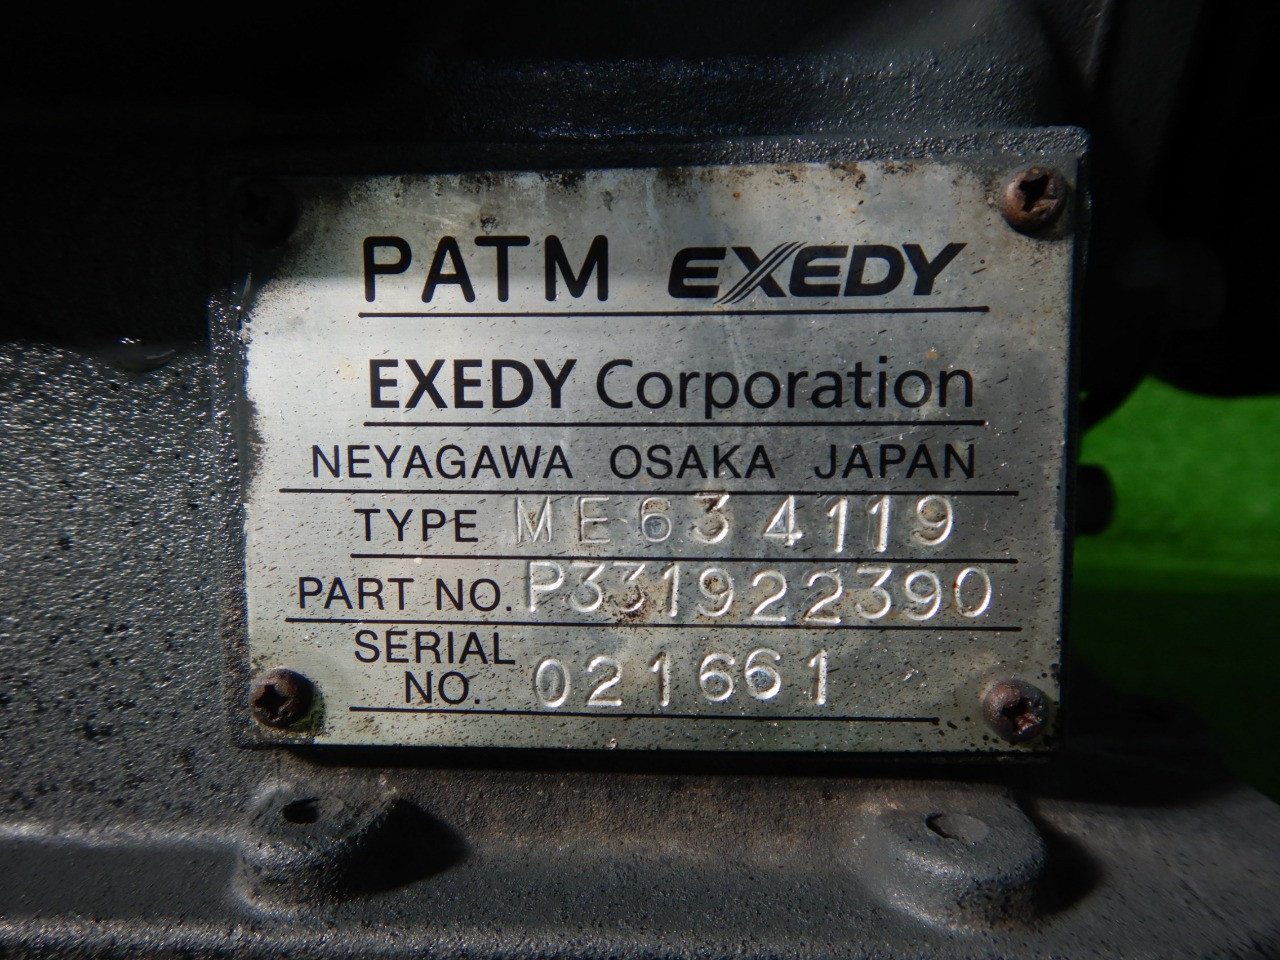 PATM EXEDY
EXEDY Corporation
NEYAGAWA OSAKA JAPAN
TYPE ME634119
PART NO. P331922390
SERIAL NO. 021661